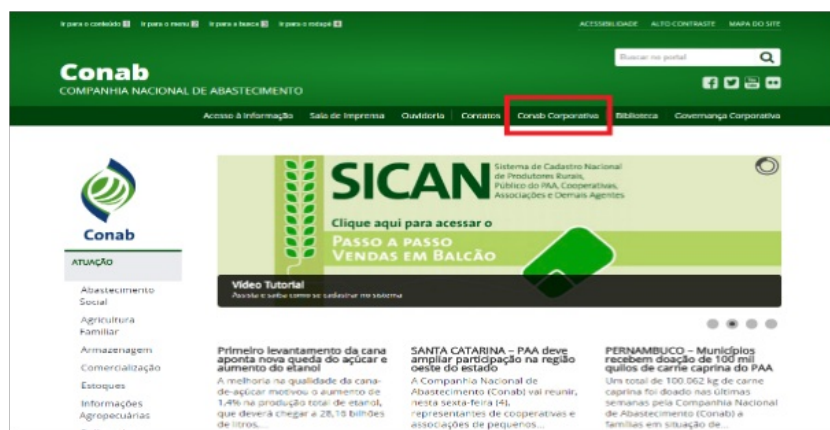 Ir para o conteúdo 1 Ir para o menu 2 Ir para a busca 3 Ir para o rodapé 4
ACESSIBILIDADE ALTO CONTRASTE MAPA DO SITE
Buscar no portal
Conab
COMPANHIA NACIONAL DE ABASTECIMENTO
Acesso à Informação Sala de Imprensa Ouvidoria Contatos Conab Corporativa Biblioteca Governança Corporativa
SICAN
Sistema de Cadastro Nacional
de Produtores Rurais,
Público do PAA, Cooperativas,
Associações e Demais Agentes
Clique aqui para acessar o
PASSO A PASSO
VENDAS EM BALCÃO
Vídeo Tutorial
Assista e saiba como se cadastrar no sistema
Conab
ATUAÇÃO
Abastecimento
Social
Agricultura
Familiar
Armazenagem
Comercialização
Estoques
Informações
Agropecuárias
Primeiro levantamento da cana
aponta nova queda do açúcar e
aumento do etanol
A melhoria na qualidade da cana-
de-açúcar motivou o aumento de
1,4% na produção total de etanol,
que deverá chegar a 28,16 bilhões
de litros,...
SANTA CATARINA – PAA deve
ampliar participação na região
oeste do estado
A Companhia Nacional de
Abastecimento (Conab) vai reunir,
nesta sexta-feira (4),
representantes de cooperativas e
associações de pequenos...
PERNAMBUCO – Municípios
recebem doação de 100 mil
quilos de carne caprina do PAA
Um total de 100.062 kg de carne
caprina foi doado nas últimas
semanas pela Companhia Nacional
de Abastecimento (Conab) a
famílias em situação de...